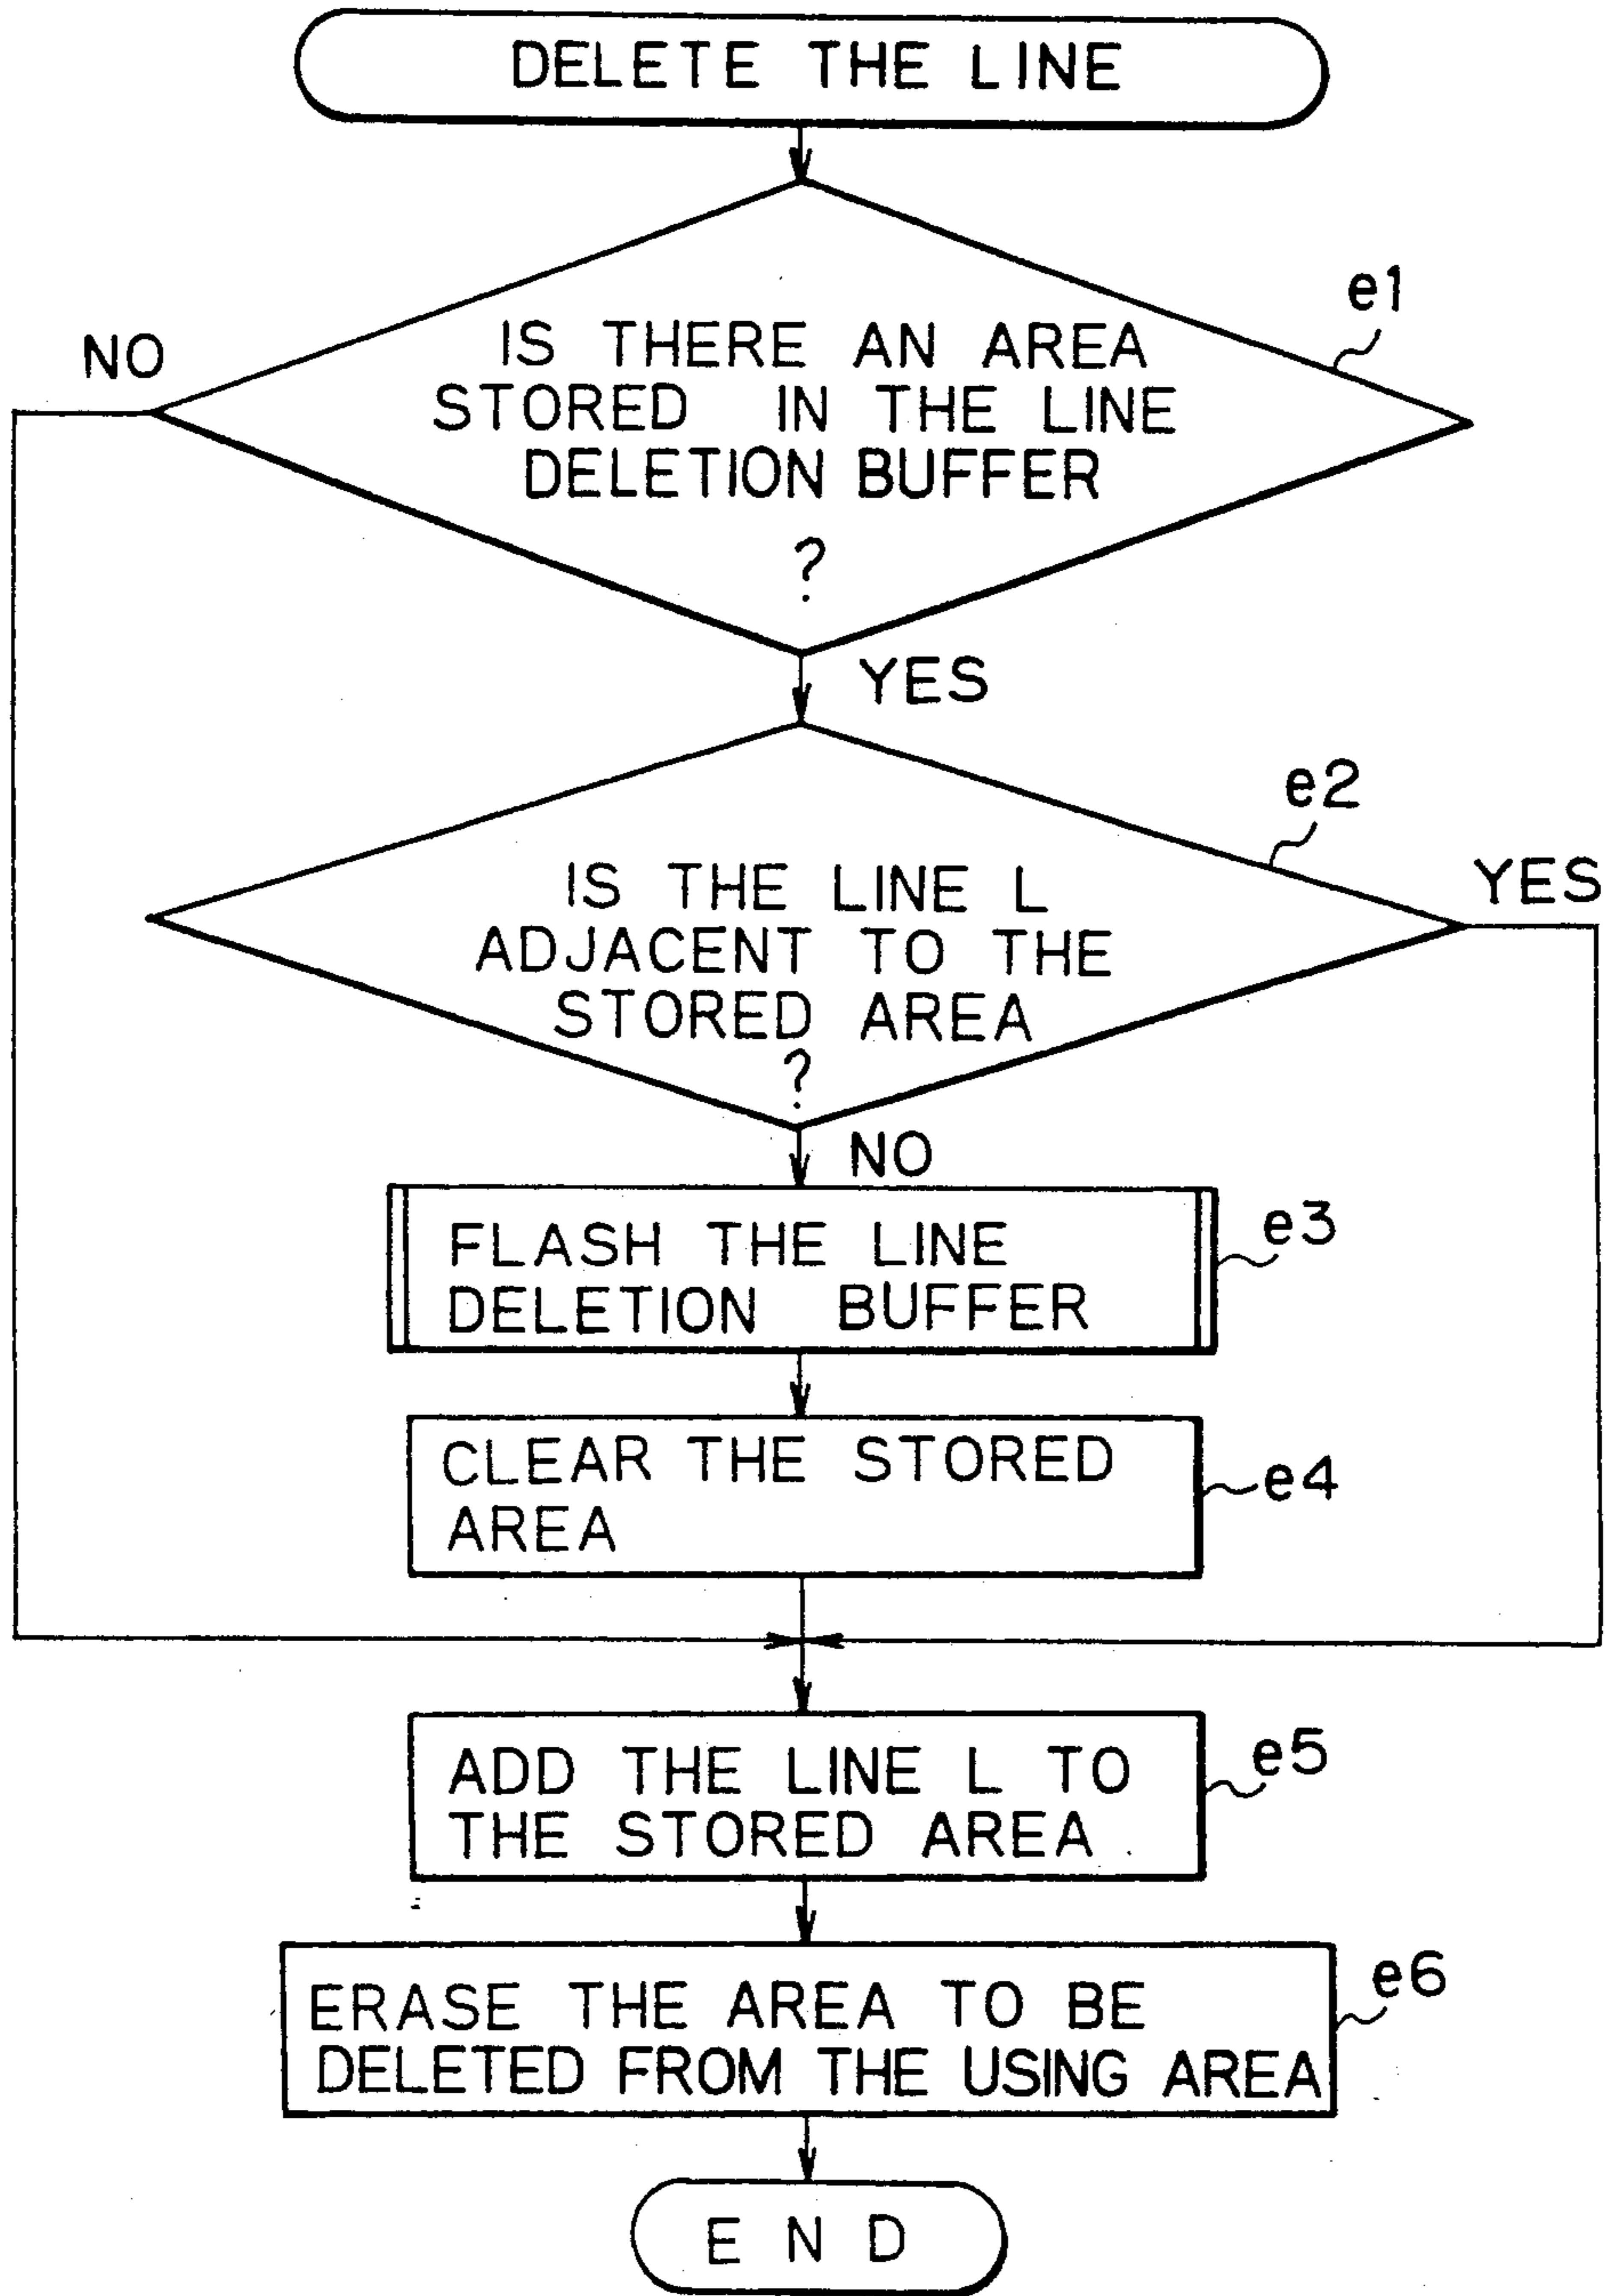 DELETE THE LINE
e1
NO
IS THERE AN AREA
STORED IN THE LINE
DELETION BUFFER
?
YES
e2
YES
IS THE LINE L
ADJACENT TO THE
STORED AREA
?
NO
FLASH THE LINE
DELETION BUFFER
e3
CLEAR THE STORED
AREA
e4
ADD THE LINE L TO
THE STORED AREA
e5
ERASE THE AREA TO BE
DELETED FROM THE USING AREA
e6
END